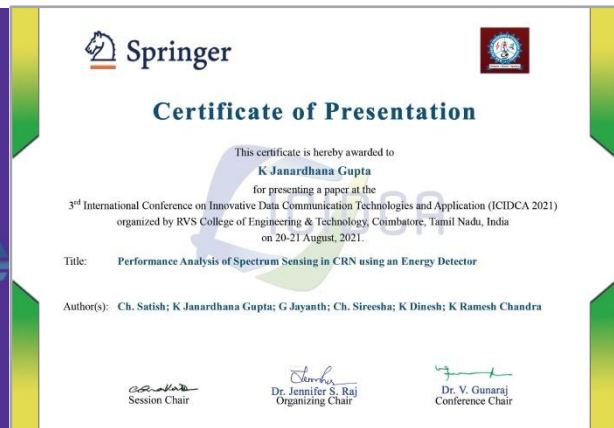 Springer
Certificate of Presentation
This certificate is hereby awarded to
K Janardhana Gupta
for presenting a paper at the
3rd International Conference on Innovative Data Communication Technologies and Application (ICIDCA 2021)
organized by RVS College of Engineering & Technology, Coimbatore, Tamil Nadu, India
on 20-21 August, 2021.
ICIDCA
Title: Performance Analysis of Spectrum Sensing in CRN using an Energy Detector
Author(s): Ch. Satish; K Janardhana Gupta; G Jayanth; Ch. Sireesha; K Dinesh; K Ramesh Chandra
Session Chair
Dr. Jennifer S. Raj
Organizing Chair
Dr. V. Gunaraj
Conference Chair